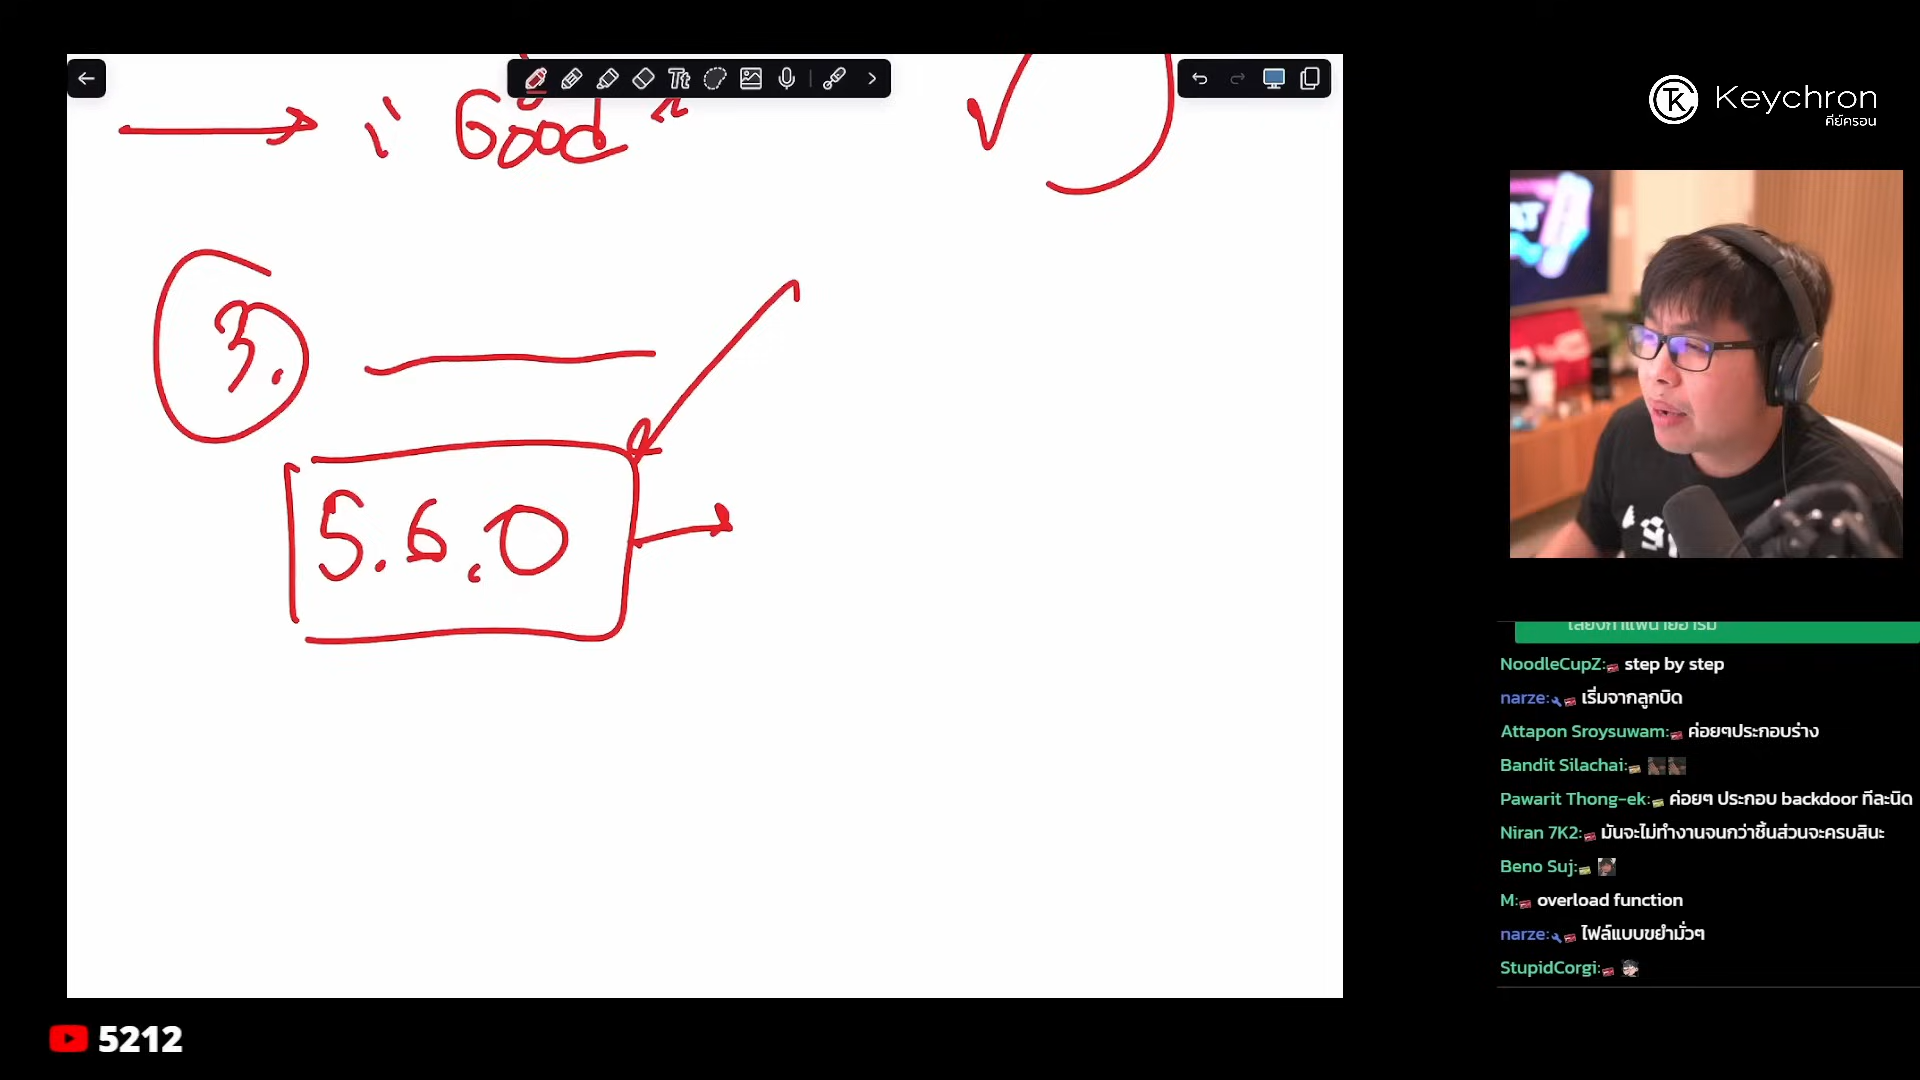 "Good"
3.
5.6.0
Tt
Keychron
คีย์ครอน
NoodleCupZ: step by step
narze: เริ่มจากลูกบิด
Attapon Sroysuwam: ค่อยๆประกอบร่าง
Bandit Silachai:
Pawarit Thong-ek: ค่อยๆ ประกอบ backdoor ทีละนิด
Niran 7K2: มันจะไม่ทำงานจนกว่าชิ้นส่วนจะครบสินะ
Beno Suj:
M: overload function
narze: ไฟล์แบบขยำมั่วๆ
StupidCorgi:
5212